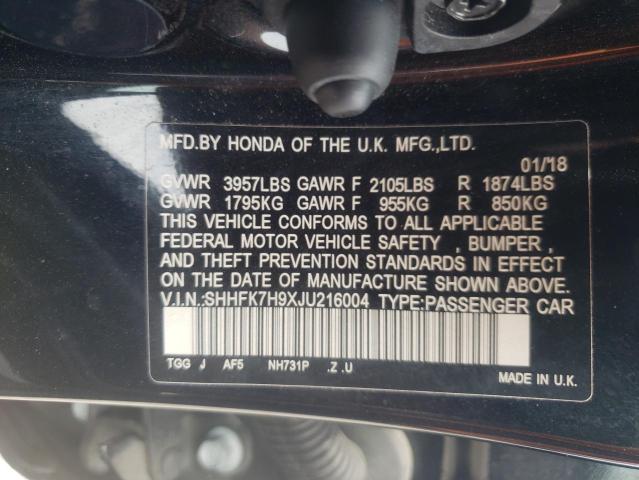 MFD.BY HONDA OF THE U.K. MFG.,LTD.
01/18
GVWR 3957LBS GAWR F 2105LBS R 1874LBS
GVWR 1795KG GAWR F 955KG R 850KG
THIS VEHICLE CONFORMS TO ALL APPLICABLE
FEDERAL MOTOR VEHICLE SAFETY , BUMPER ,
AND THEFT PREVENTION STANDARDS IN EFFECT
ON THE DATE OF MANUFACTURE SHOWN ABOVE.
V.I.N.:SHHFK7H9XJU216004 TYPE:PASSENGER CAR
TGG J AF5 NH731P .Z .U
MADE IN U.K.